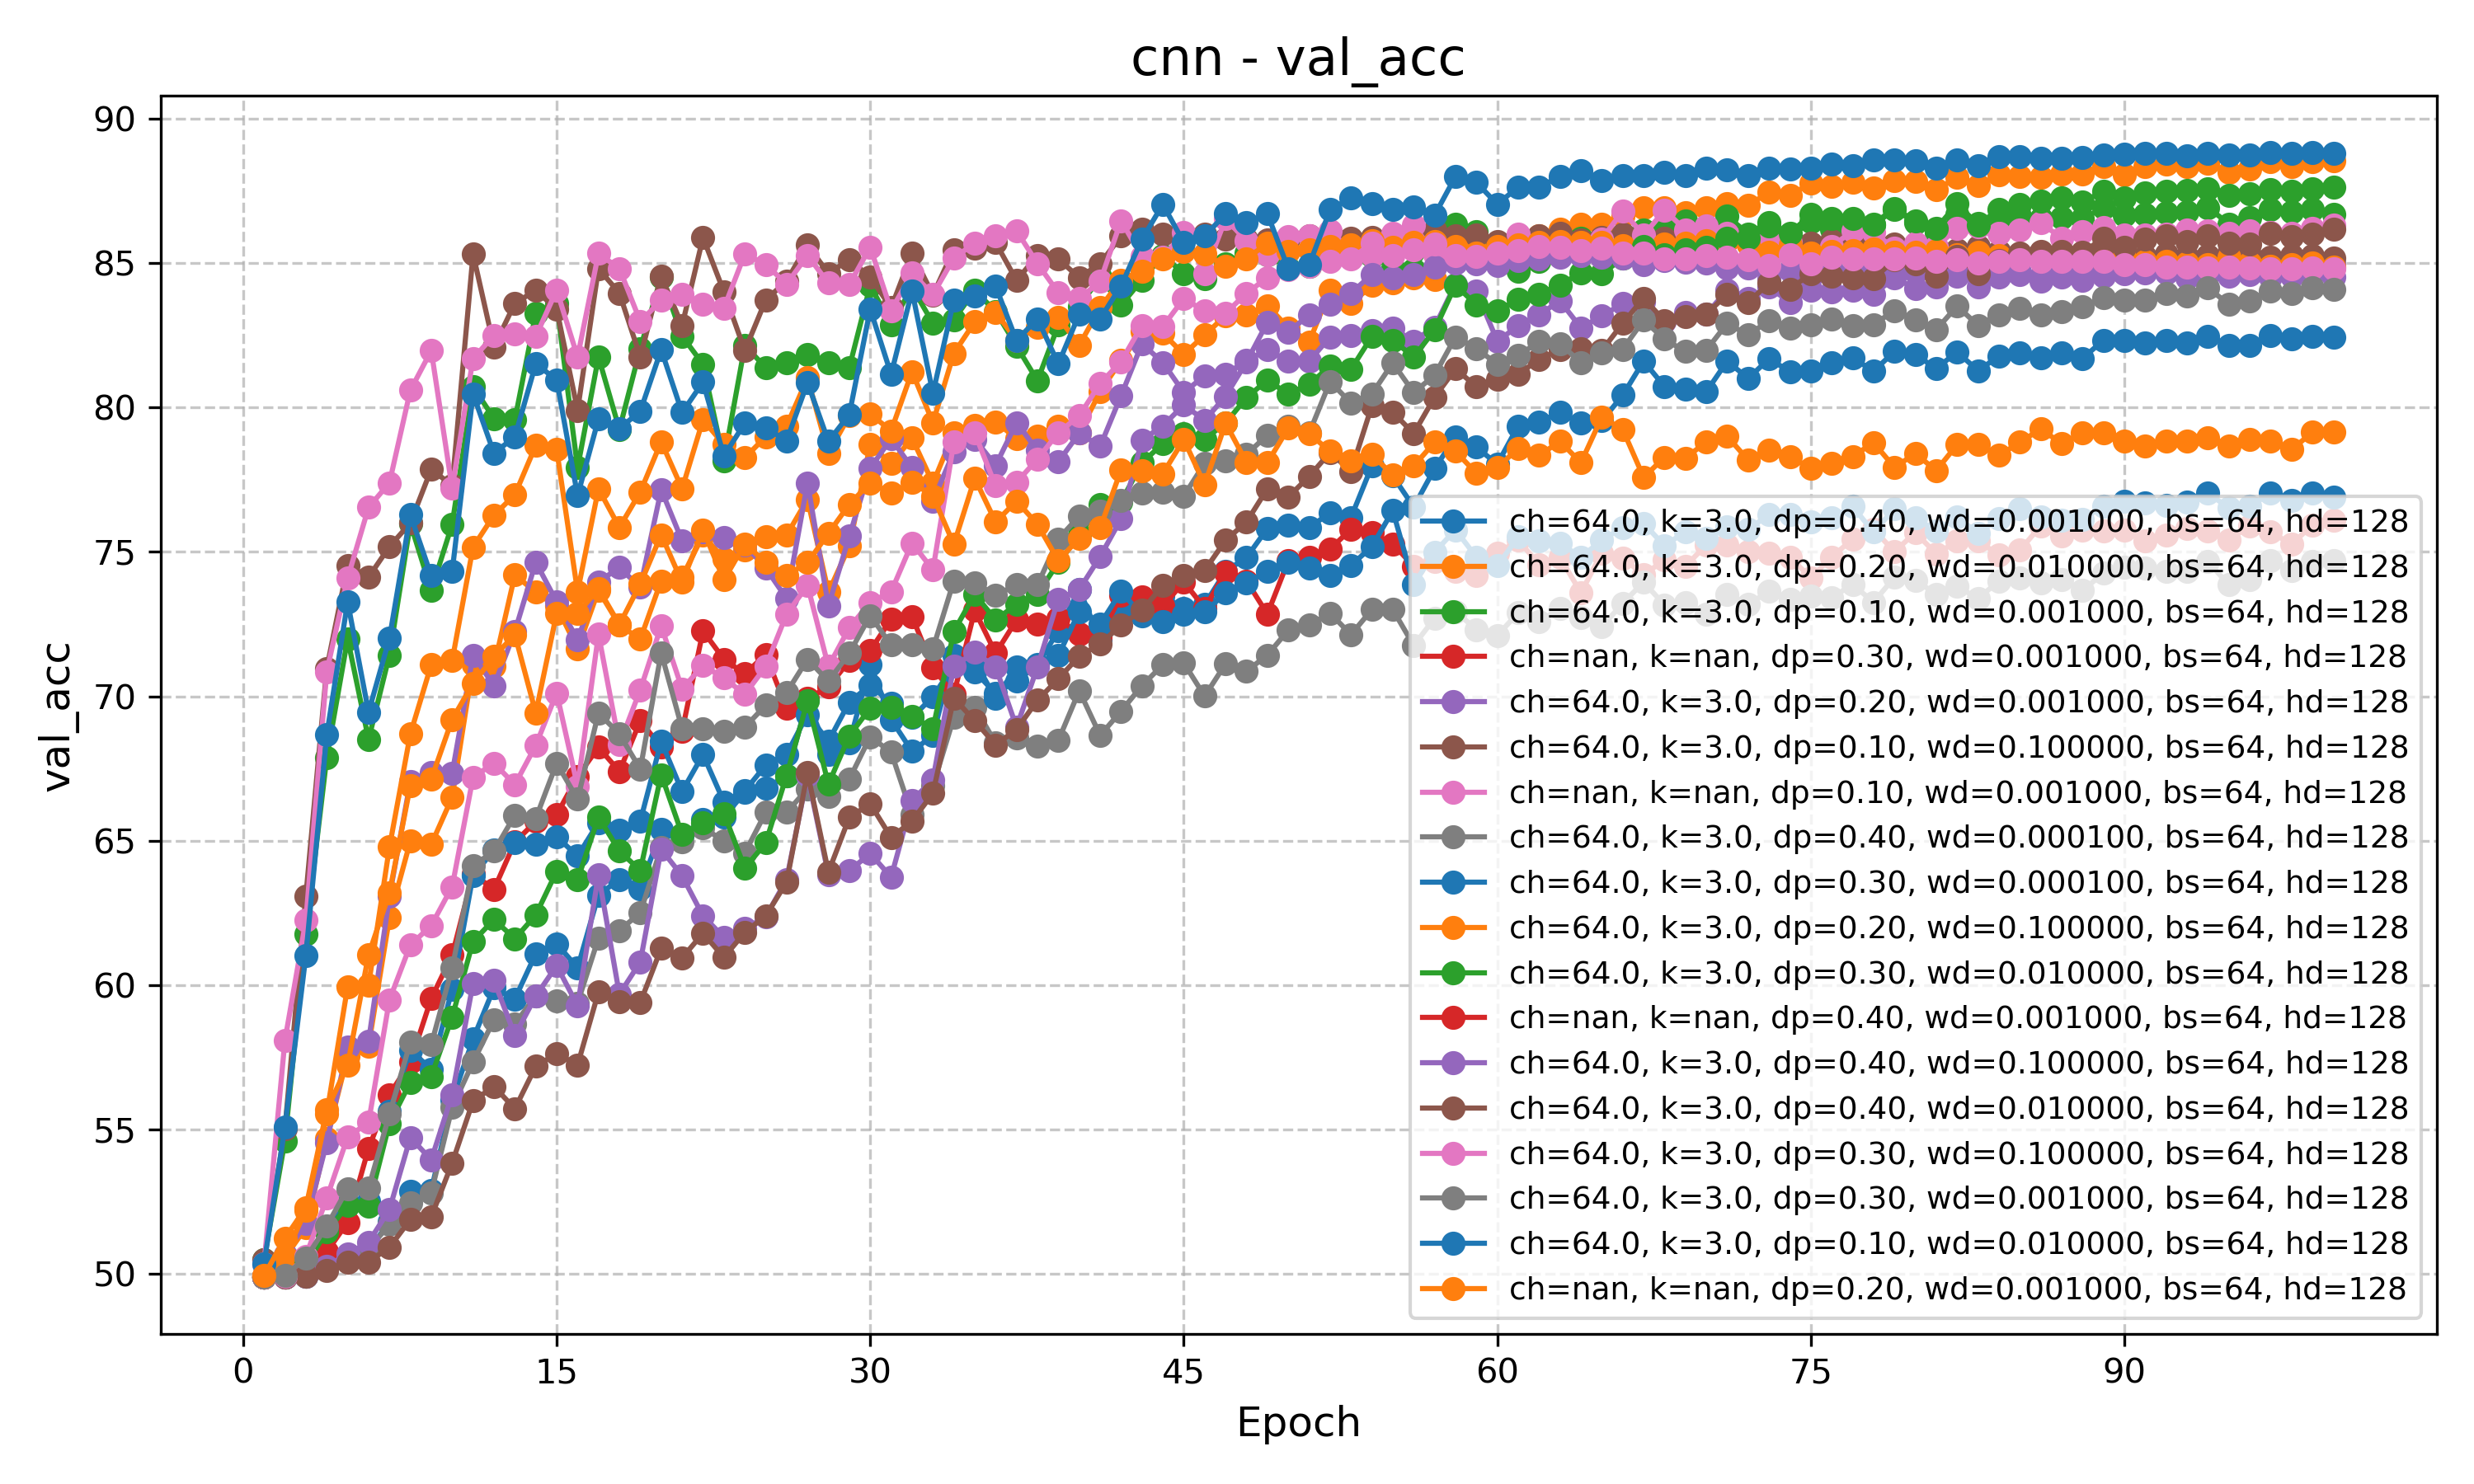 cnn - val_acc
90
85
80
75
70
65
60
55
50
val_acc
0 15 30 45 60 75 90
Epoch
ch=64.0, k=3.0, dp=0.40, wd=0.001000, bs=64, hd=128
ch=64.0, k=3.0, dp=0.20, wd=0.010000, bs=64, hd=128
ch=64.0, k=3.0, dp=0.10, wd=0.001000, bs=64, hd=128
ch=nan, k=nan, dp=0.30, wd=0.001000, bs=64, hd=128
ch=64.0, k=3.0, dp=0.20, wd=0.001000, bs=64, hd=128
ch=64.0, k=3.0, dp=0.10, wd=0.100000, bs=64, hd=128
ch=nan, k=nan, dp=0.10, wd=0.001000, bs=64, hd=128
ch=64.0, k=3.0, dp=0.40, wd=0.000100, bs=64, hd=128
ch=64.0, k=3.0, dp=0.30, wd=0.000100, bs=64, hd=128
ch=64.0, k=3.0, dp=0.20, wd=0.100000, bs=64, hd=128
ch=64.0, k=3.0, dp=0.30, wd=0.010000, bs=64, hd=128
ch=nan, k=nan, dp=0.40, wd=0.001000, bs=64, hd=128
ch=64.0, k=3.0, dp=0.40, wd=0.100000, bs=64, hd=128
ch=64.0, k=3.0, dp=0.40, wd=0.010000, bs=64, hd=128
ch=64.0, k=3.0, dp=0.30, wd=0.100000, bs=64, hd=128
ch=64.0, k=3.0, dp=0.30, wd=0.001000, bs=64, hd=128
ch=64.0, k=3.0, dp=0.10, wd=0.010000, bs=64, hd=128
ch=nan, k=nan, dp=0.20, wd=0.001000, bs=64, hd=128